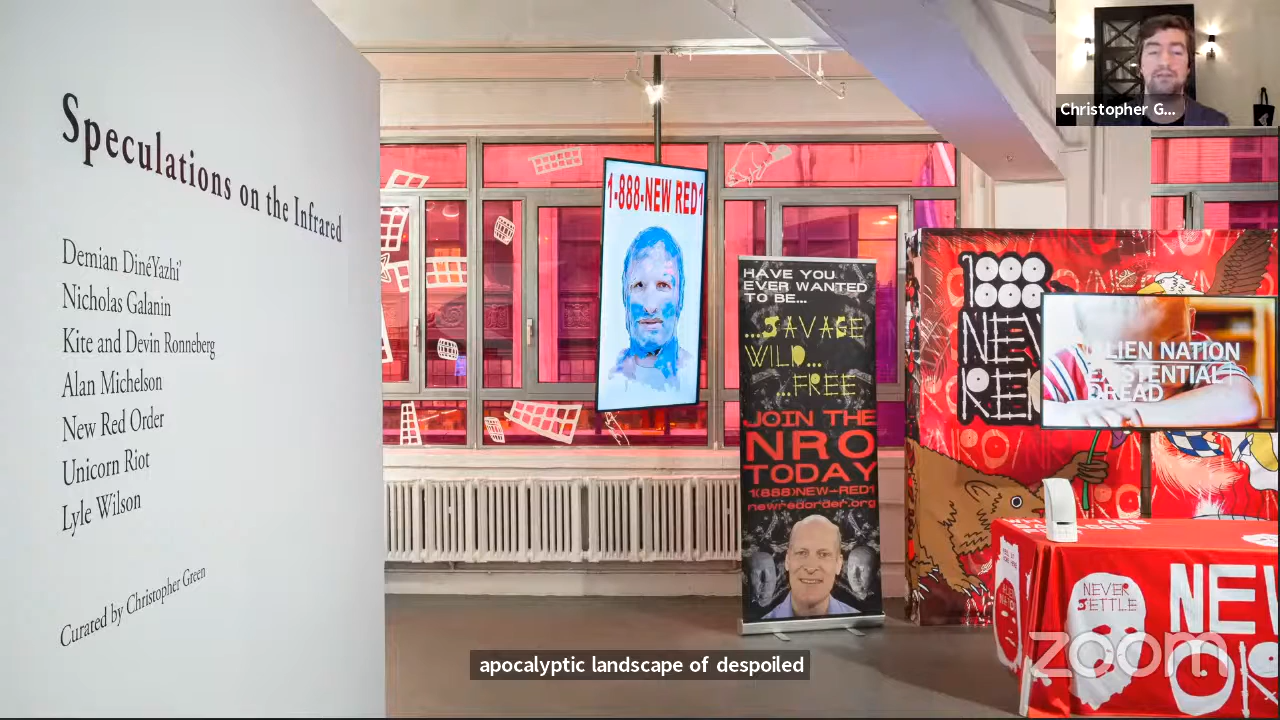 Speculations on the Infrared
Demian DinéYazhi'
Nicholas Galanin
Kite and Devin Ronneberg
Alan Michelson
New Red Order
Unicorn Riot
Lyle Wilson
Curated by Christopher Green
1-888-NEW RED1
HAVE YOU
EVER WANTED
TO BE...
...SAVAGE
WILD...
...FREE
JOIN THE
NRO
TODAY
1(888)NEW-RED1
newredorder.org
1888
NEW
RED
ALIEN NATION
EXISTENTIAL
DREAD
NEVER
SETTLE
NEW
OR
Christopher G...
apocalyptic landscape of despoiled
zoom